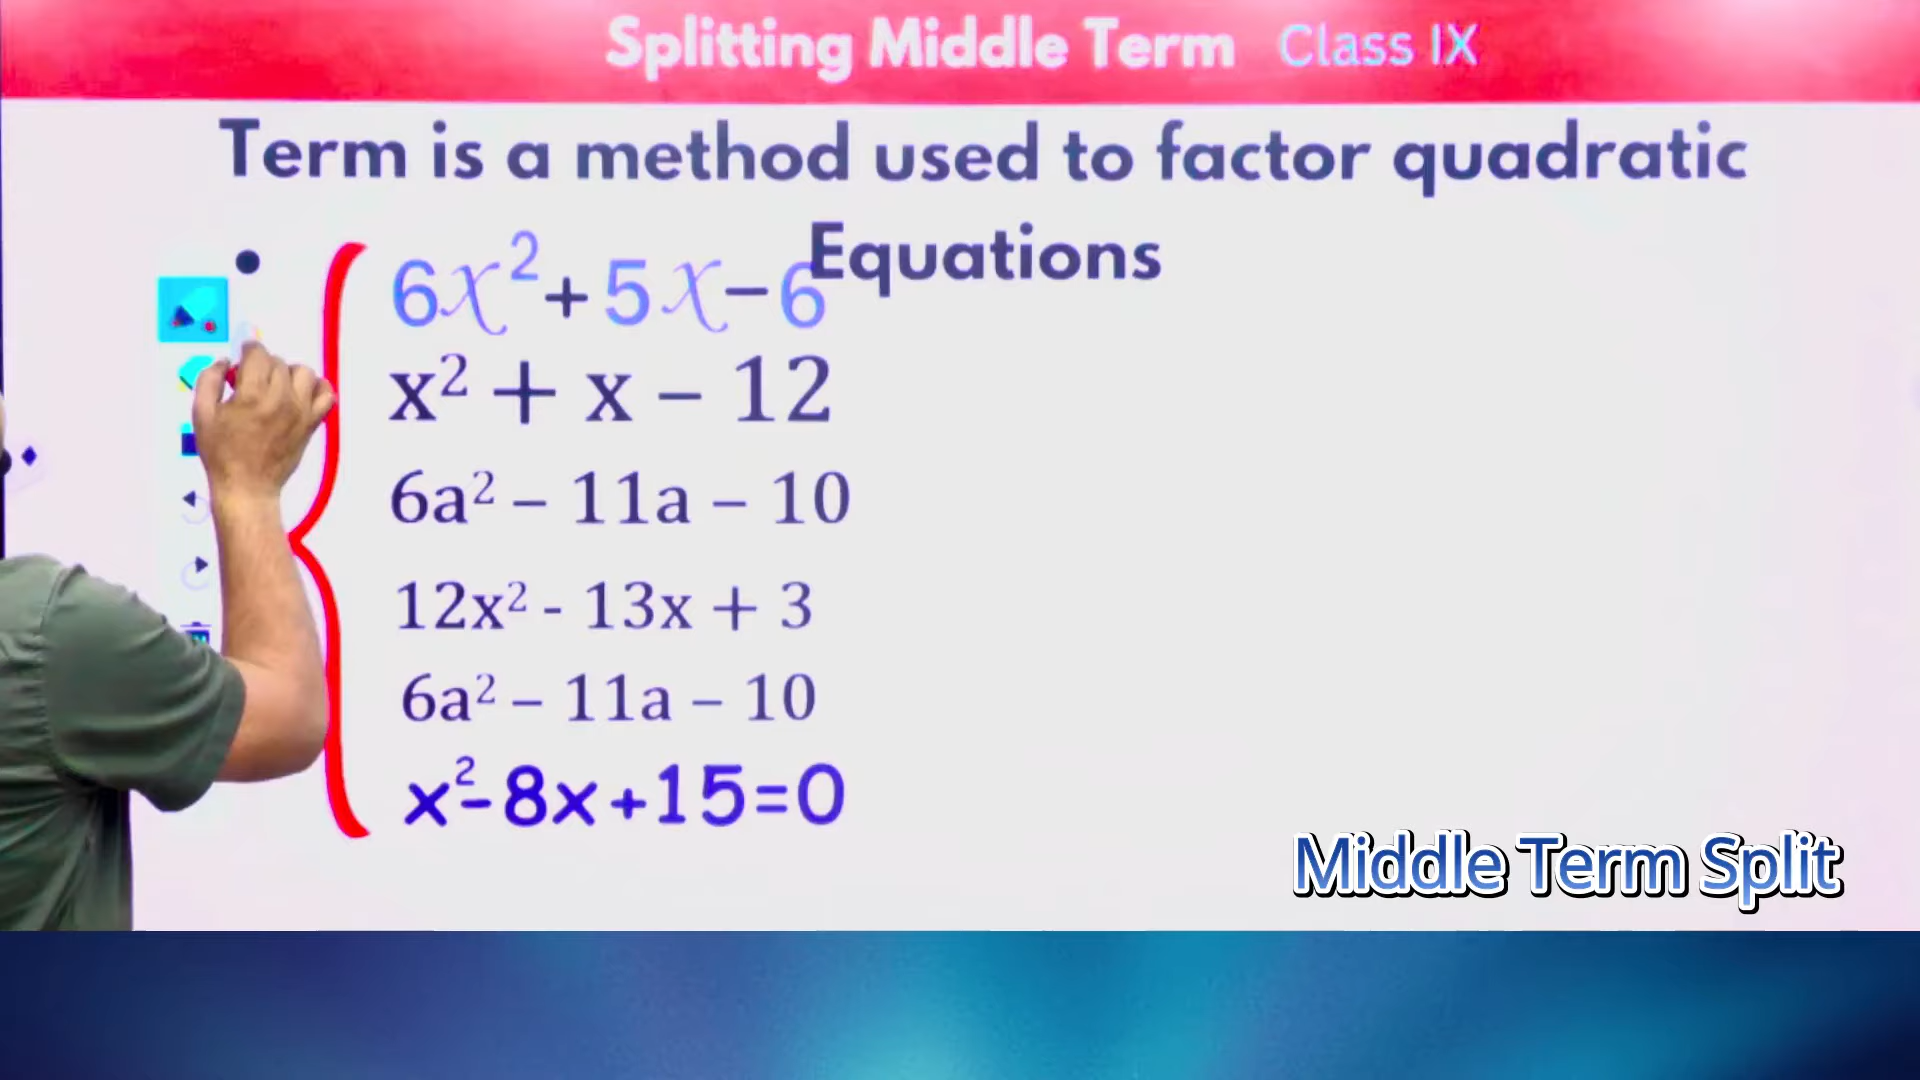 Splitting Middle Term Class IX
Term is a method used to factor quadratic
Equations
6x²+5x-6
x² + x – 12
6a² – 11a – 10
12x² - 13x + 3
6a² – 11a – 10
x²-8x+15=0
Middle Term Split